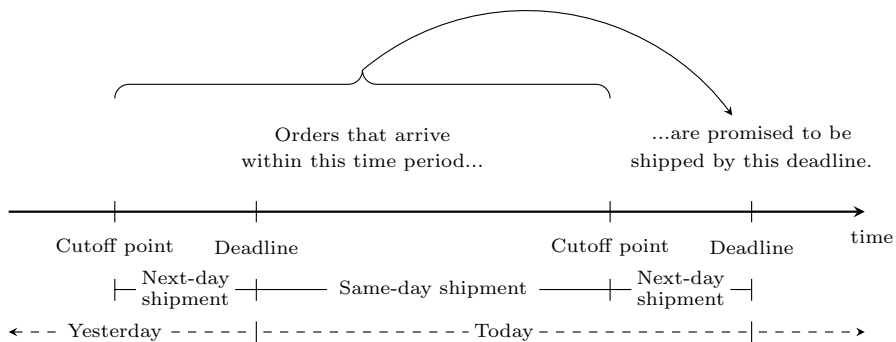 Orders that arrive
within this time period...
...are promised to be
shipped by this deadline.
time
Cutoff point
Deadline
Cutoff point
Deadline
Next-day
shipment
Same-day shipment
Next-day
shipment
Yesterday
Today